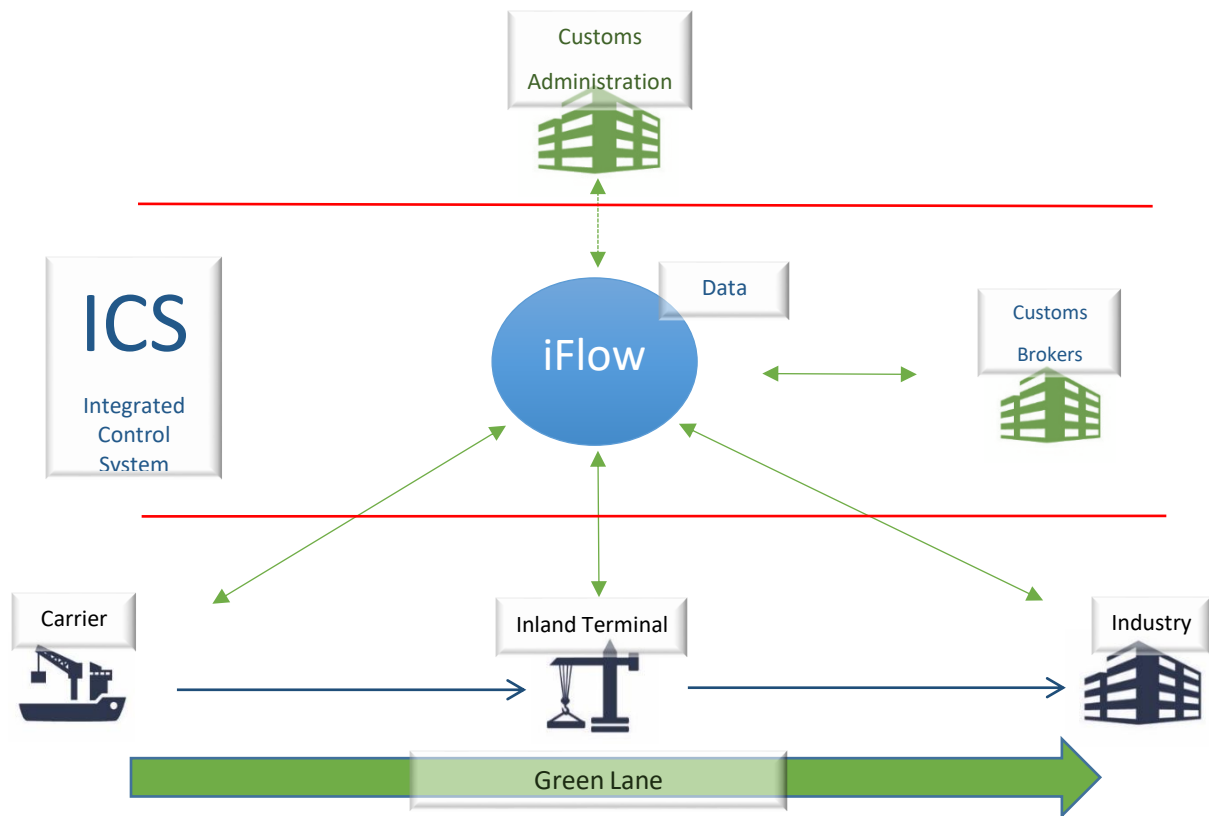 Customs
Administration
Data
iFlow
ICS
Integrated
Control
System
Customs
Brokers
Carrier
Inland Terminal
Industry
Green Lane